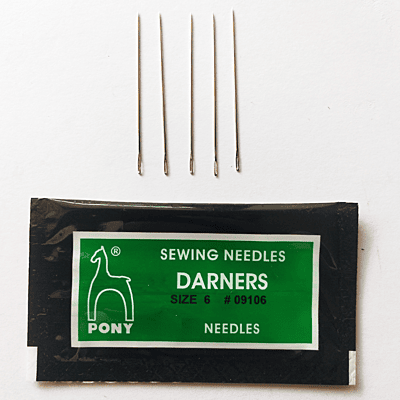 ®
SEWING NEEDLES
DARNERS
SIZE 6 # 09106
PONY
NEEDLES